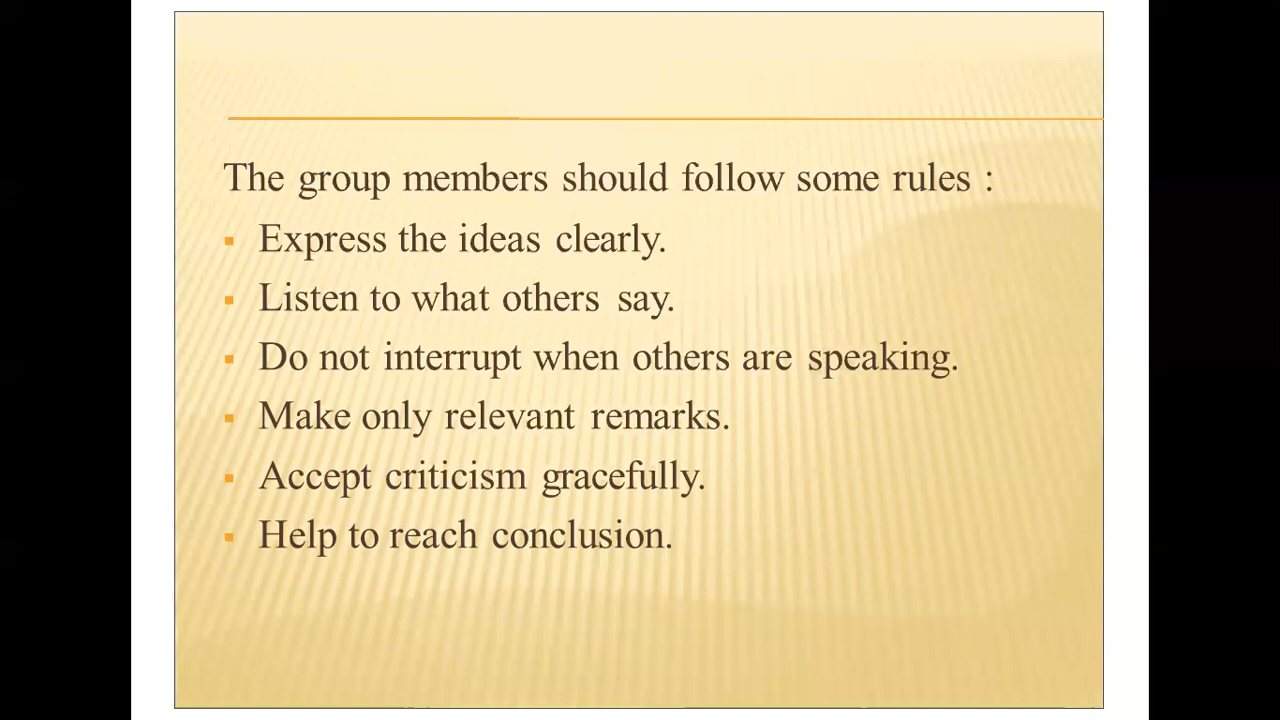 The group members should follow some rules :
▪ Express the ideas clearly.
▪ Listen to what others say.
▪ Do not interrupt when others are speaking.
▪ Make only relevant remarks.
▪ Accept criticism gracefully.
▪ Help to reach conclusion.